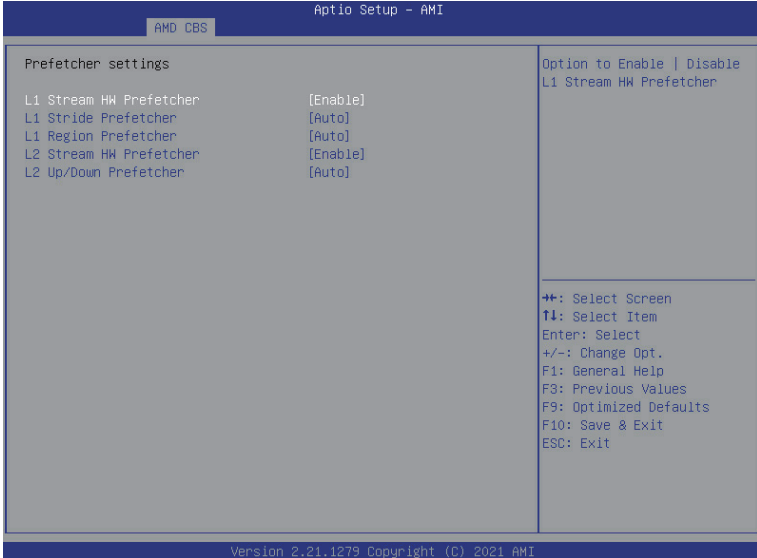 Aptio Setup – AMI
AMD CBS
Prefetcher settings
L1 Stream HW Prefetcher [Enable]
L1 Stride Prefetcher [Auto]
L1 Region Prefetcher [Auto]
L2 Stream HW Prefetcher [Enable]
L2 Up/Down Prefetcher [Auto]
Option to Enable | Disable
L1 Stream HW Prefetcher
→←: Select Screen
↑↓: Select Item
Enter: Select
+/-: Change Opt.
F1: General Help
F3: Previous Values
F9: Optimized Defaults
F10: Save & Exit
ESC: Exit
Version 2.21.1279 Copyright (C) 2021 AMI